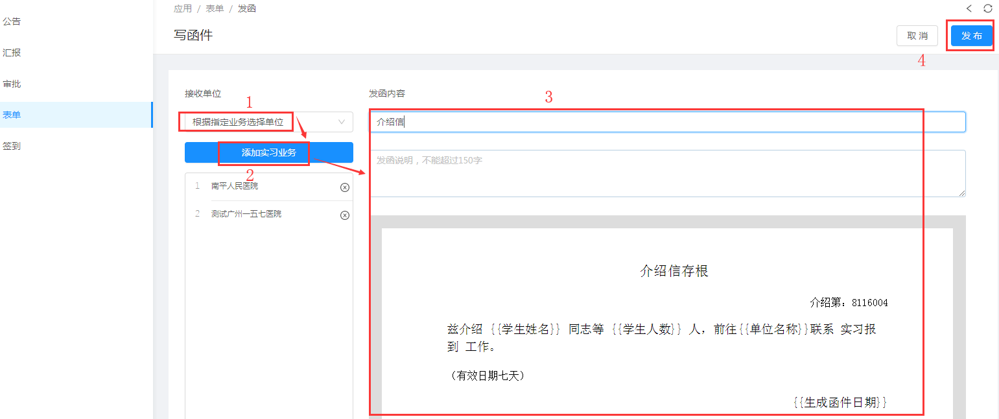 应用 / 表单 / 发函
写函件
取 消
发 布
4
公告
汇报
审批
表单
签到
接收单位
1
根据指定业务选择单位
添加实习业务
2
1 南平人民医院
2 测试广州一五七医院
发函内容
3
介绍信
发函说明，不能超过150字
介绍信存根
介绍第：8116004
兹介绍 {{学生姓名}} 同志等 {{学生人数}} 人，前往{{单位名称}}联系 实习报
到 工作。
（有效日期七天）
{{生成函件日期}}